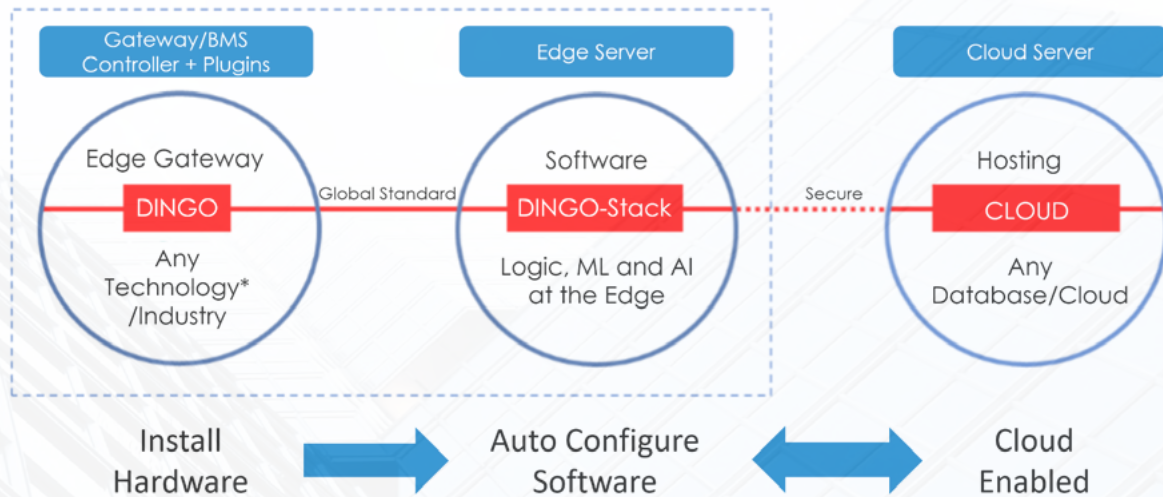 Gateway/BMS
Controller + Plugins
Edge Server
Cloud Server
Edge Gateway
DINGO
Any
Technology*
/Industry
Global Standard
Software
DINGO-Stack
Logic, ML and AI
at the Edge
Secure
Hosting
CLOUD
Any
Database/Cloud
Install
Hardware
Auto Configure
Software
Cloud
Enabled